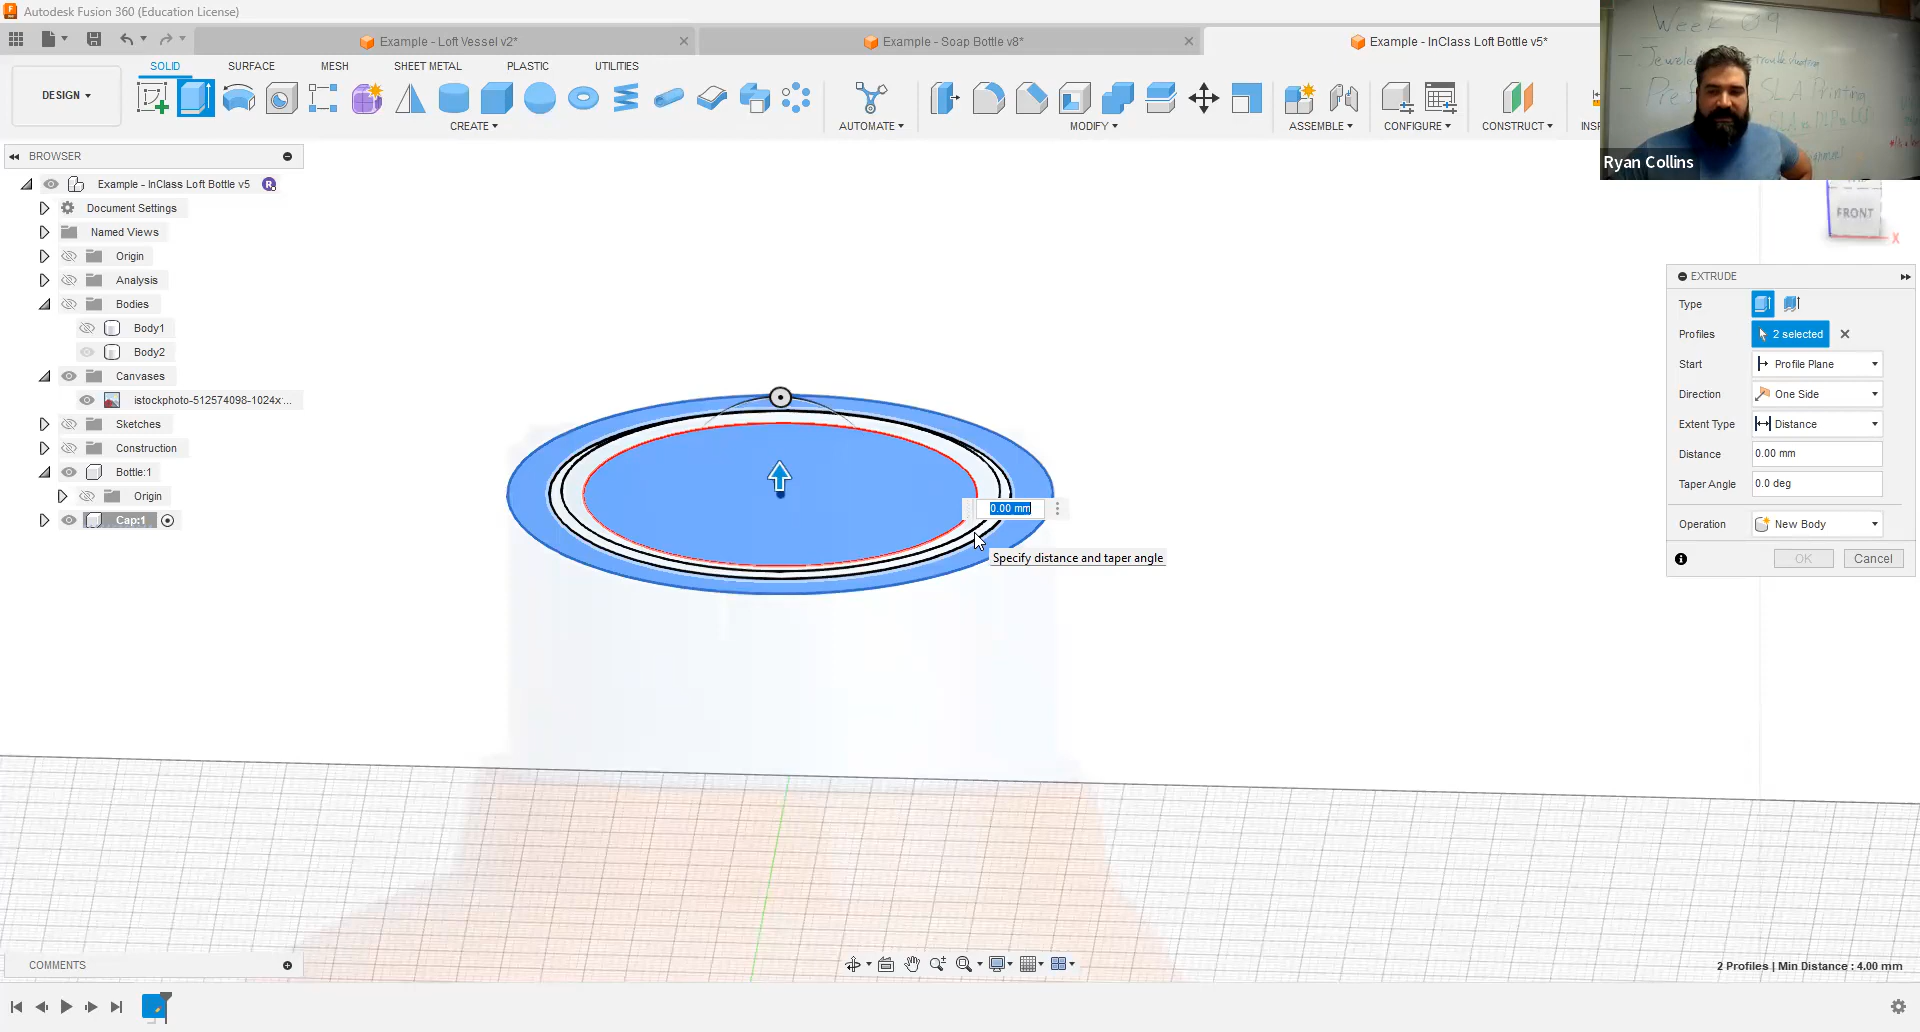 Autodesk Fusion 360 (Education License)
Example - Loft Vessel v2*
Example - Soap Bottle v8*
Example - InClass Loft Bottle v5*
SOLID
SURFACE
MESH
SHEET METAL
PLASTIC
UTILITIES
DESIGN
CREATE
AUTOMATE
MODIFY
ASSEMBLE
CONFIGURE
CONSTRUCT
Week 09
SLA Printing
Ryan Collins
BROWSER
Example - InClass Loft Bottle v5
R
Document Settings
Named Views
Origin
Analysis
Bodies
Body1
Body2
Canvases
istockphoto-512574098-1024x...
Sketches
Construction
Bottle:1
Origin
Cap:1
FRONT
X
EXTRUDE
Type
Profiles
2 selected
Start
Profile Plane
Direction
One Side
Extent Type
Distance
Distance
0.00 mm
Taper Angle
0.0 deg
Operation
New Body
OK
Cancel
0.00 mm
Specify distance and taper angle
COMMENTS
2 Profiles | Min Distance : 4.00 mm